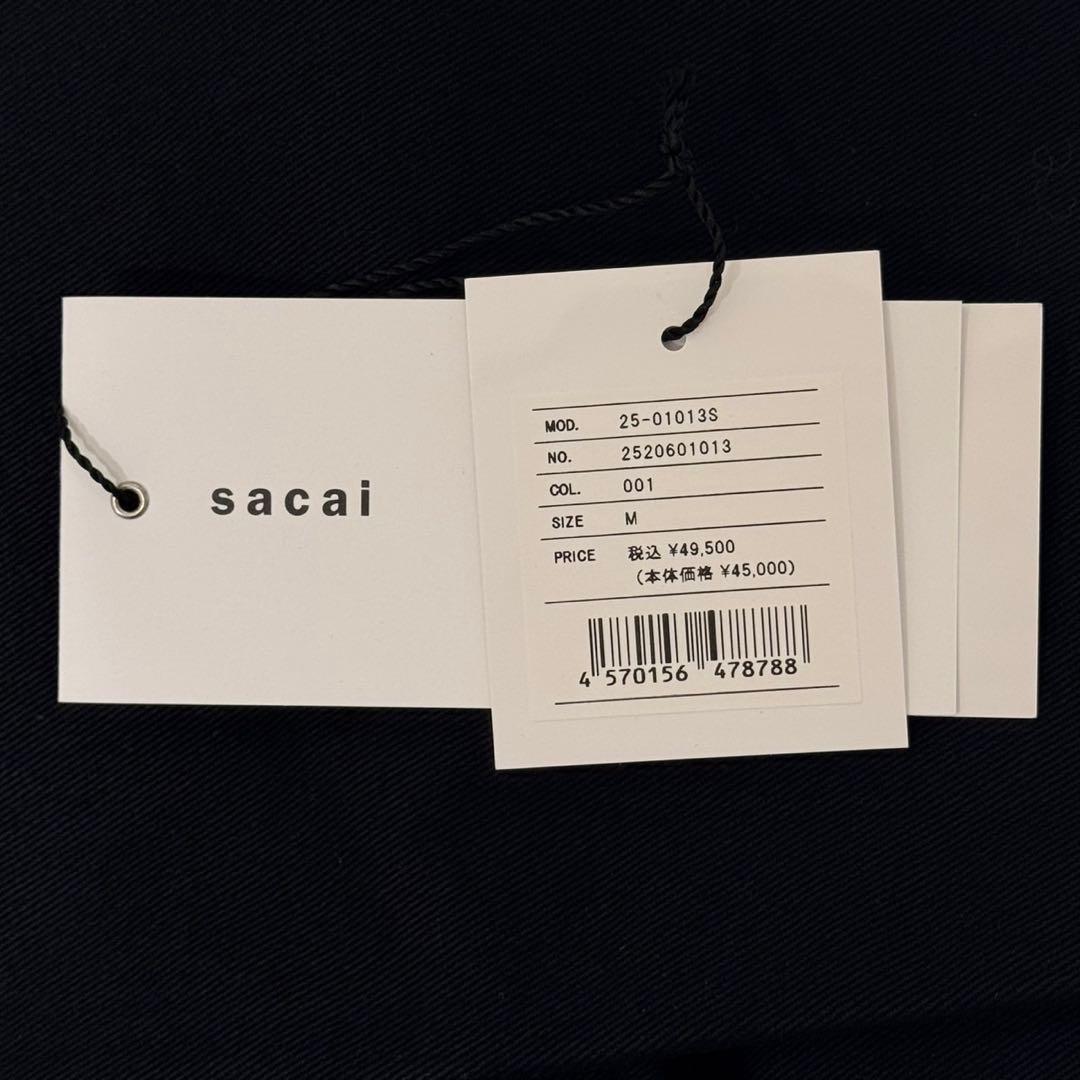 sacai
MOD. 25-01013S
NO. 2520601013
COL. 001
SIZE M
PRICE 税込 ¥49,500
(本体価格 ¥45,000)
4 570156 478788